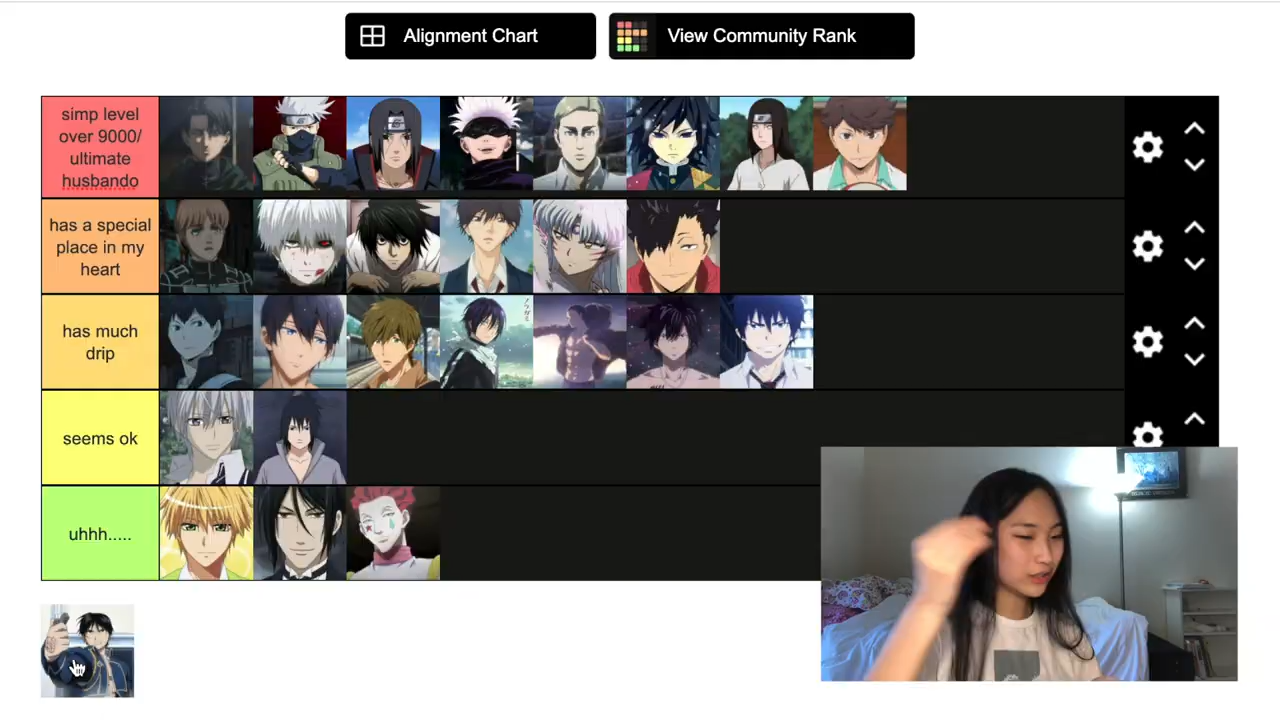 Alignment Chart
View Community Rank
simp level
over 9000/
ultimate
husbando
has a special
place in my
heart
has much
drip
seems ok
uhhh.....